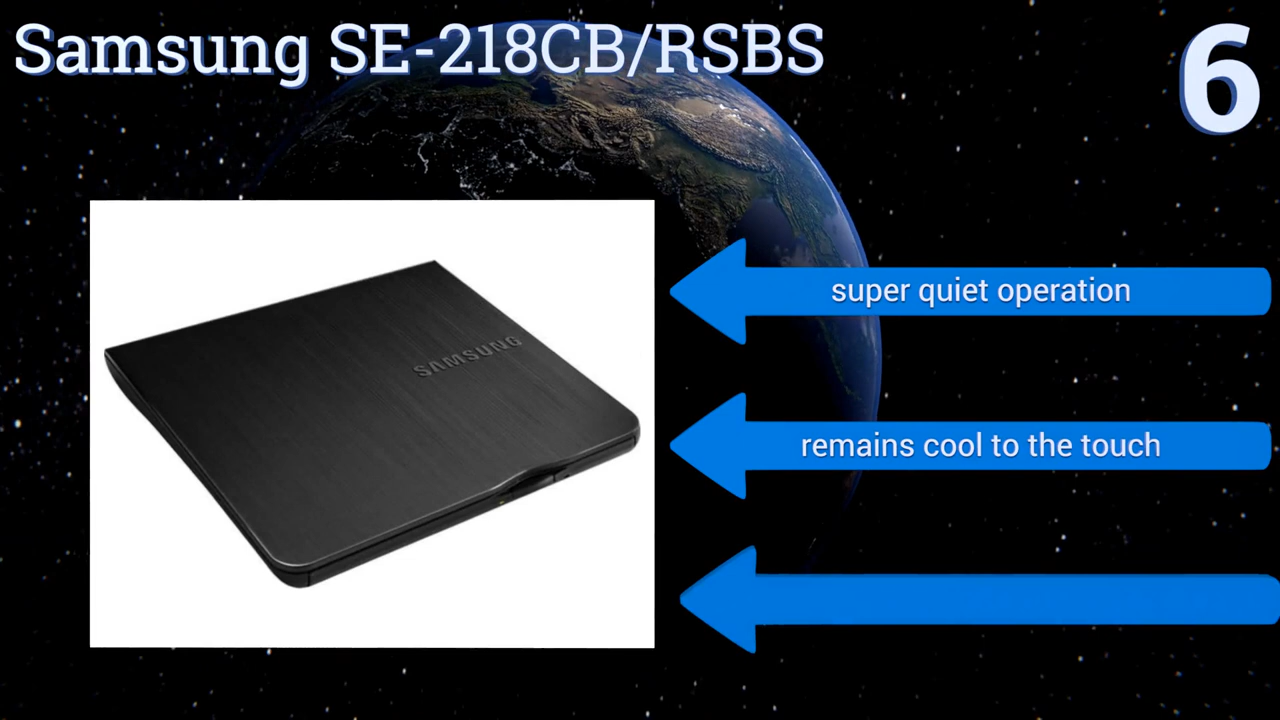 Samsung SE-218CB/RSBS
6
SAMSUNG
super quiet operation
remains cool to the touch